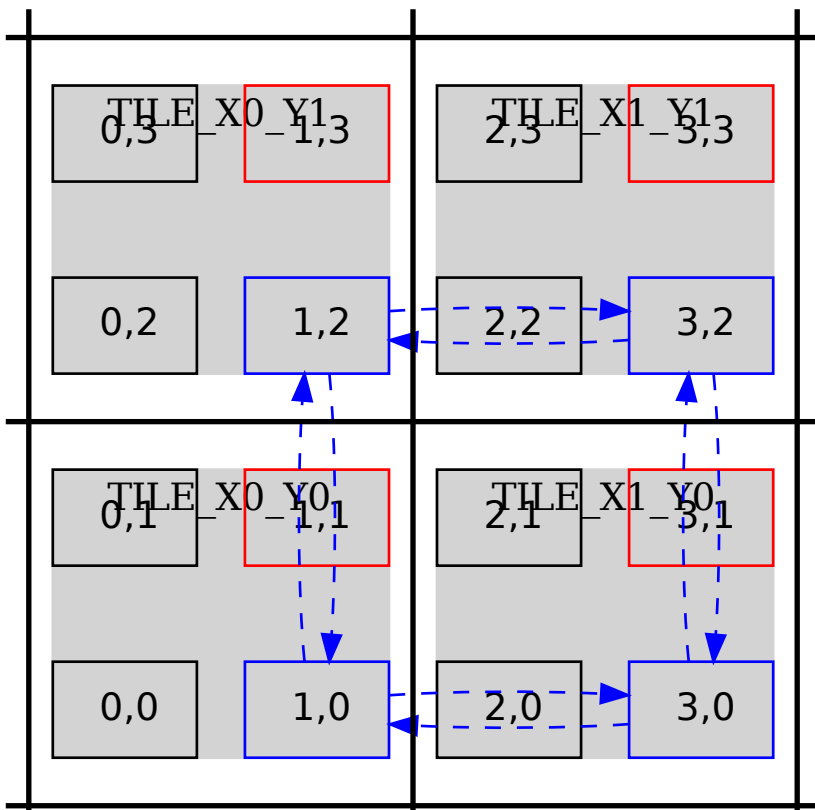 TILE_X0_Y1 TILE_X1_Y1
0,3 1,3 2,3 3,3
0,2 1,2 2,2 3,2
TILE_X0_Y0 TILE_X1_Y0
0,1 1,1 2,1 3,1
0,0 1,0 2,0 3,0